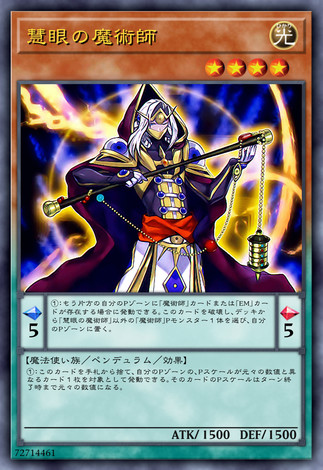 慧眼の魔術師
光
①:もう片方の自分のPゾーンに「魔術師」カードまたは「EM」カ
ードが存在する場合に発動できる。このカードを破壊し、デッキか
ら「慧眼の魔術師」以外の「魔術師」Pモンスター1体を選び、自分
のPゾーンに置く。
5
5
【魔法使い族/ペンデュラム/効果】
①:このカードを手札から捨て、自分のPゾーンの、Pスケールが元々の数値と異
なるカード1枚を対象として発動できる。そのカードのPスケールはターン終
了時まで元々の数値になる。
ATK/1500 DEF/1500
72714461